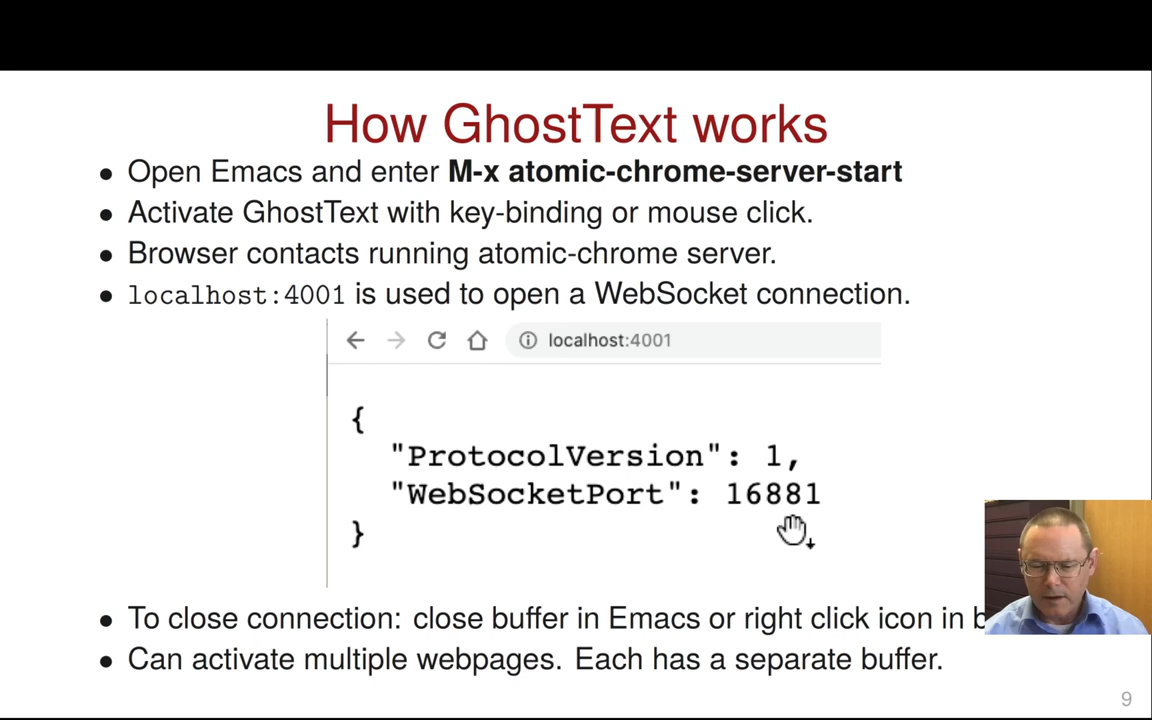 How GhostText works
• Open Emacs and enter M-x atomic-chrome-server-start
• Activate GhostText with key-binding or mouse click.
• Browser contacts running atomic-chrome server.
• localhost:4001 is used to open a WebSocket connection.
localhost:4001
{
"ProtocolVersion": 1,
"WebSocketPort": 16881
}
• To close connection: close buffer in Emacs or right click icon in
• Can activate multiple webpages. Each has a separate buffer.
9